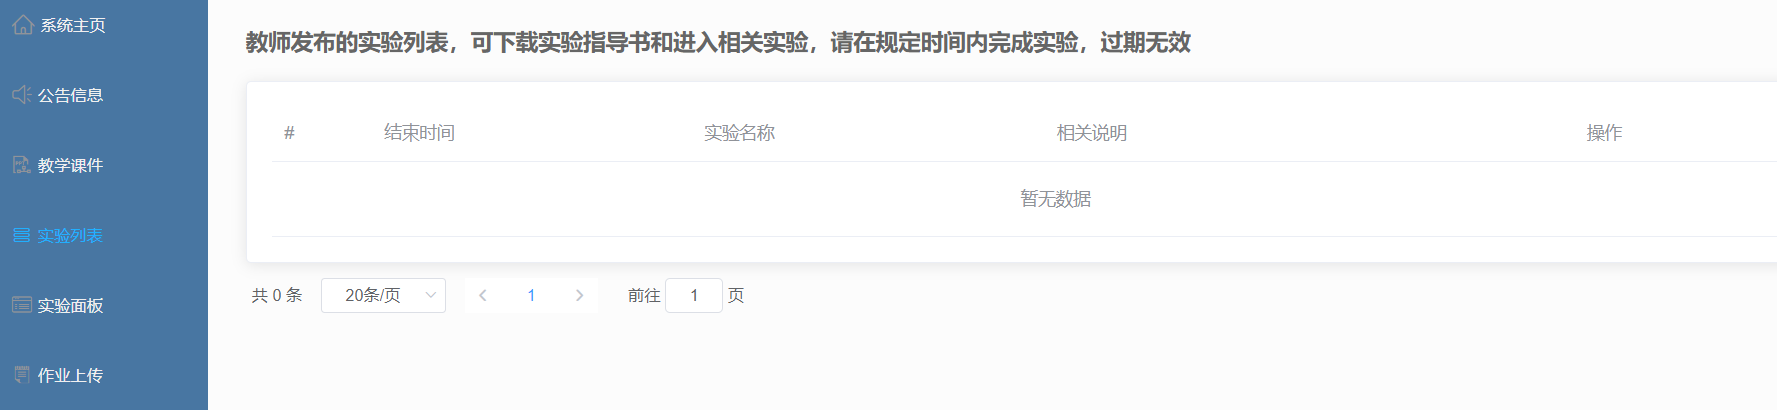 系统主页
公告信息
教学课件
实验列表
实验面板
作业上传
教师发布的实验列表，可下载实验指导书和进入相关实验，请在规定时间内完成实验，过期无效
# 结束时间 实验名称 相关说明 操作
暂无数据
共 0 条 20条/页 1 前往 1 页